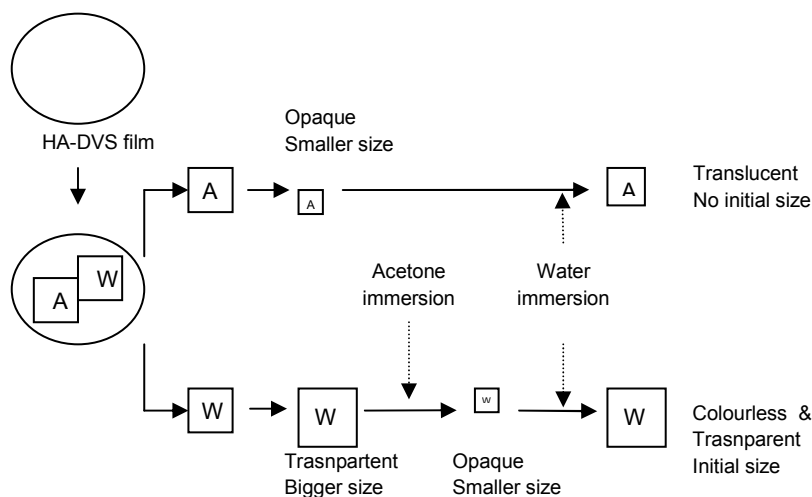 HA-DVS film
A
W
A
Opaque
Smaller size
A
A
Translucent
No initial size
Acetone
immersion
Water
immersion
W
W
Trasnpartent
Bigger size
w
Opaque
Smaller size
W
Colourless &
Trasnparent
Initial size